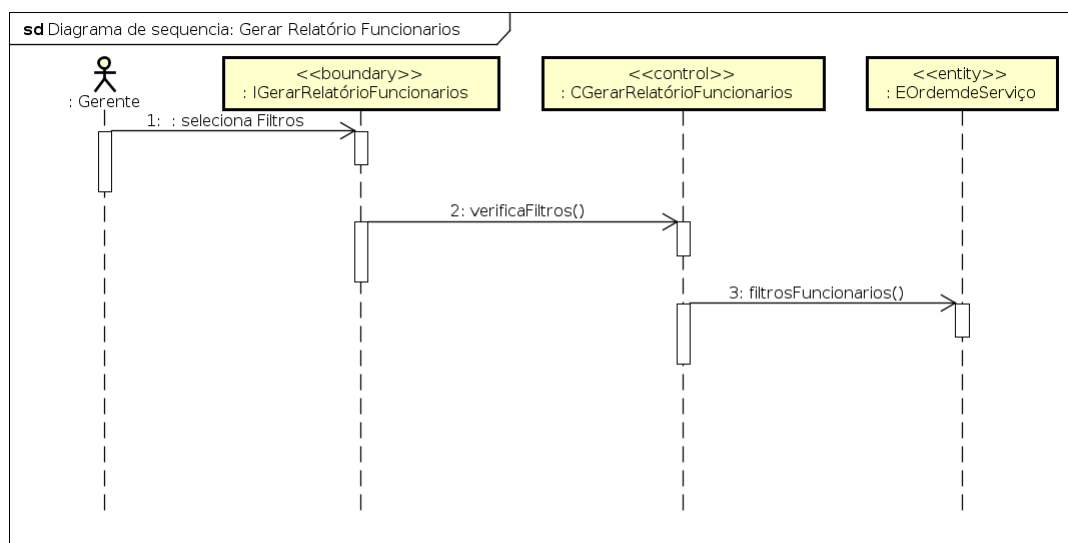 sd Diagrama de sequencia: Gerar Relatório Funcionarios
<<boundary>>
: IGerarRelatórioFuncionarios
<<control>>
: CGerarRelatórioFuncionarios
<<entity>>
: EOrdemdeServiço
: Gerente
1: : seleciona Filtros
2: verificaFiltros()
3: filtrosFuncionarios()